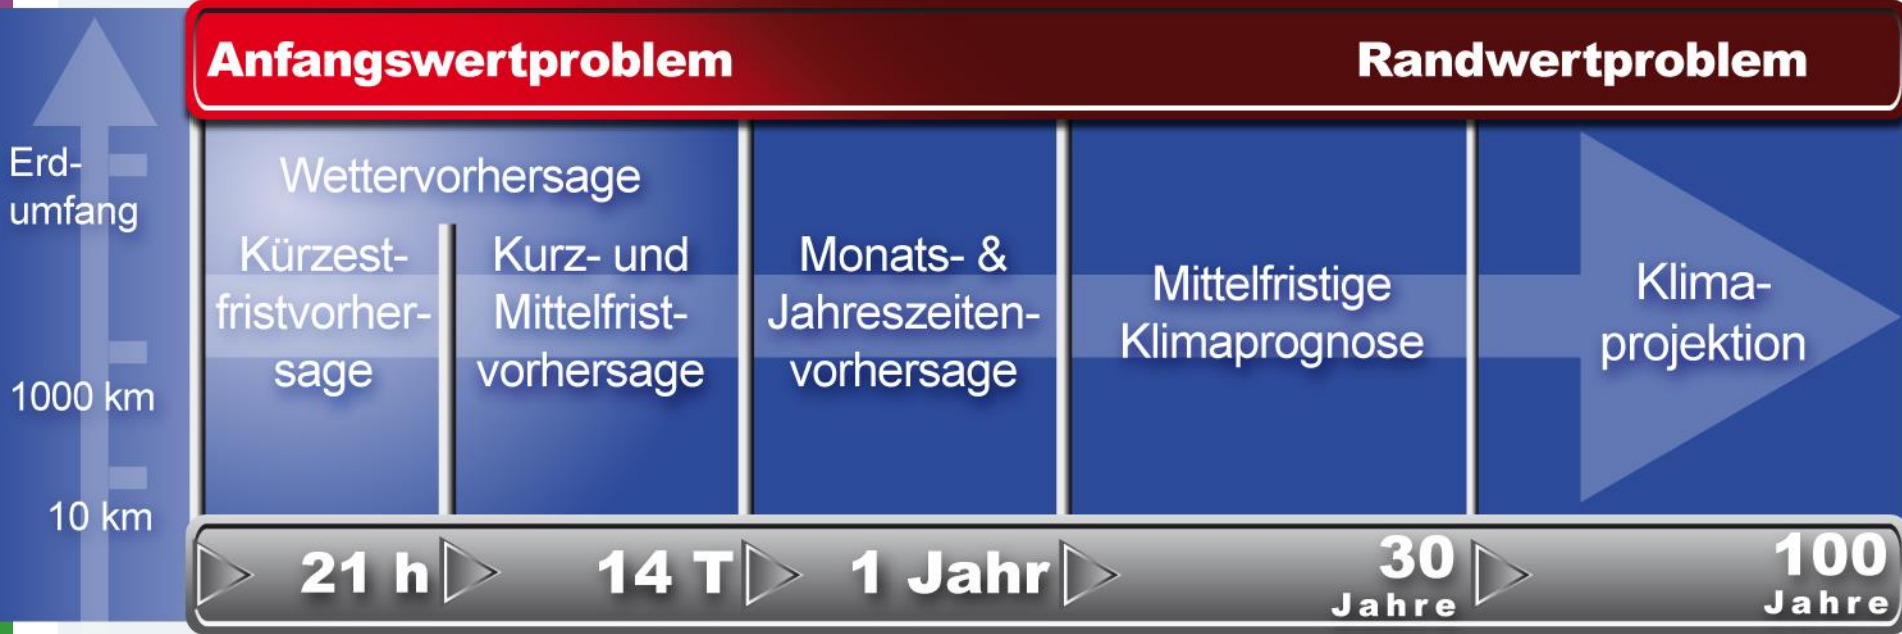 Anfangswertproblem
Randwertproblem
Erd-
umfang
1000 km
10 km
Wettervorhersage
Kürzest-
fristvorher-
sage
Kurz- und
Mittelfrist-
vorhersage
Monats- &
Jahreszeiten-
vorhersage
Mittelfristige
Klimaprognose
Klima-
projektion
21 h
14 T
1 Jahr
30
Jahre
100
Jahre